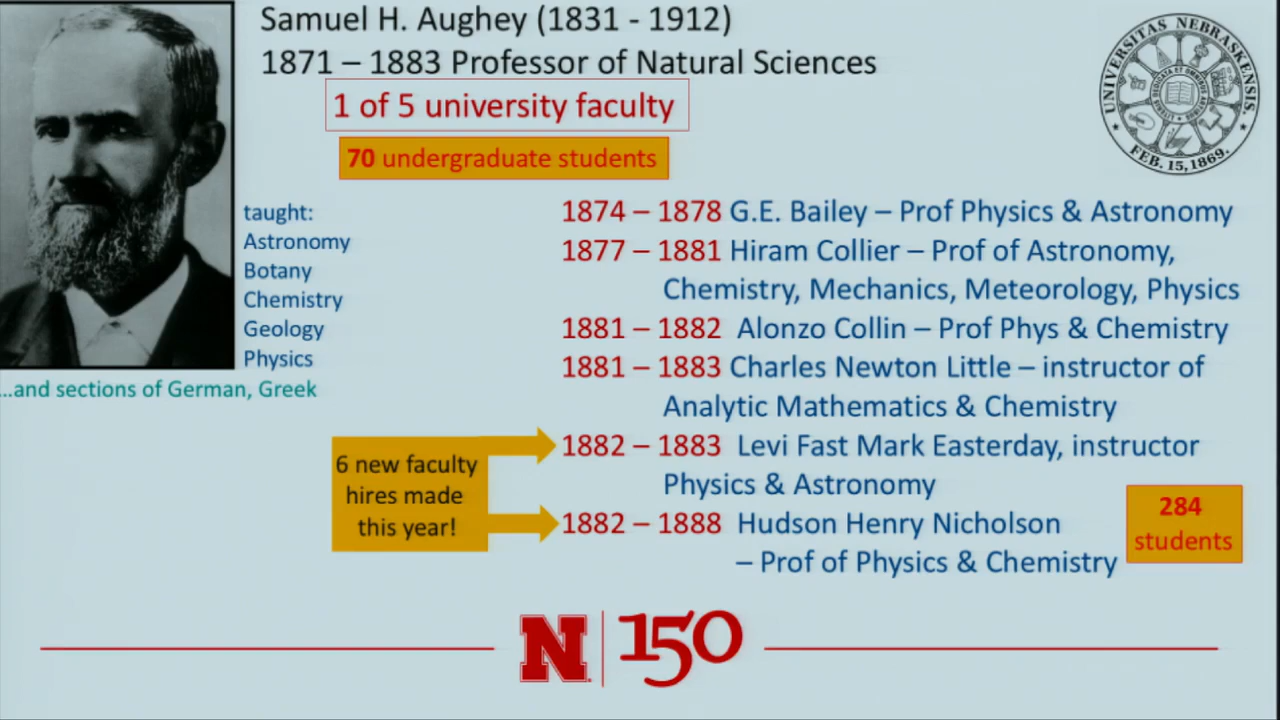 Samuel H. Aughey (1831 - 1912)
1871 – 1883 Professor of Natural Sciences
1 of 5 university faculty
70 undergraduate students
UNIVERSITAS NEBRASKENSIS.
FEB. 15, 1869.
taught:
Astronomy
Botany
Chemistry
Geology
Physics
...and sections of German, Greek
1874 – 1878 G.E. Bailey – Prof Physics & Astronomy
1877 – 1881 Hiram Collier – Prof of Astronomy,
Chemistry, Mechanics, Meteorology, Physics
1881 – 1882 Alonzo Collin – Prof Phys & Chemistry
1881 – 1883 Charles Newton Little – instructor of
Analytic Mathematics & Chemistry
1882 – 1883 Levi Fast Mark Easterday, instructor
Physics & Astronomy
1882 – 1888 Hudson Henry Nicholson
– Prof of Physics & Chemistry
6 new faculty
hires made
this year!
284
students
N 150